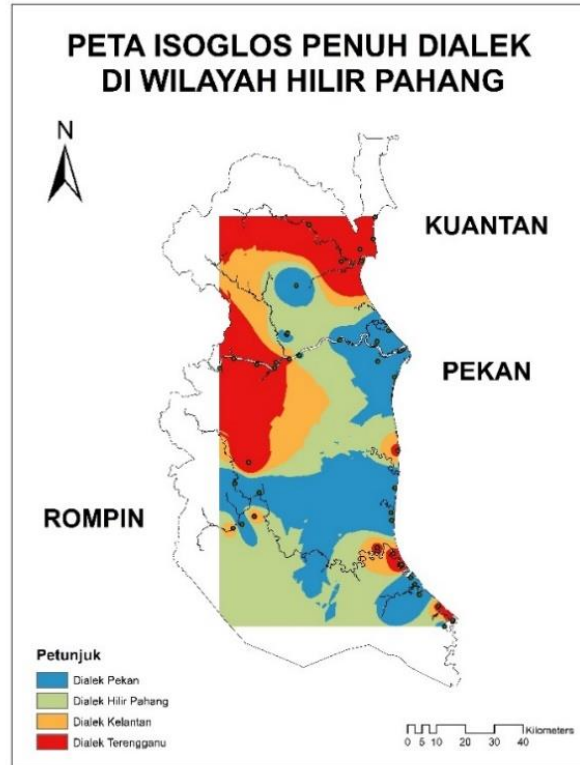 PETA ISOGLOS PENUH DIALEK
DI WILAYAH HILIR PAHANG
N
KUANTAN
PEKAN
ROMPIN
Petunjuk
Dialek Pekan
Dialek Hilir Pahang
Dialek Kelantan
Dialek Terengganu
Kilometers
0 5 10 20 30 40